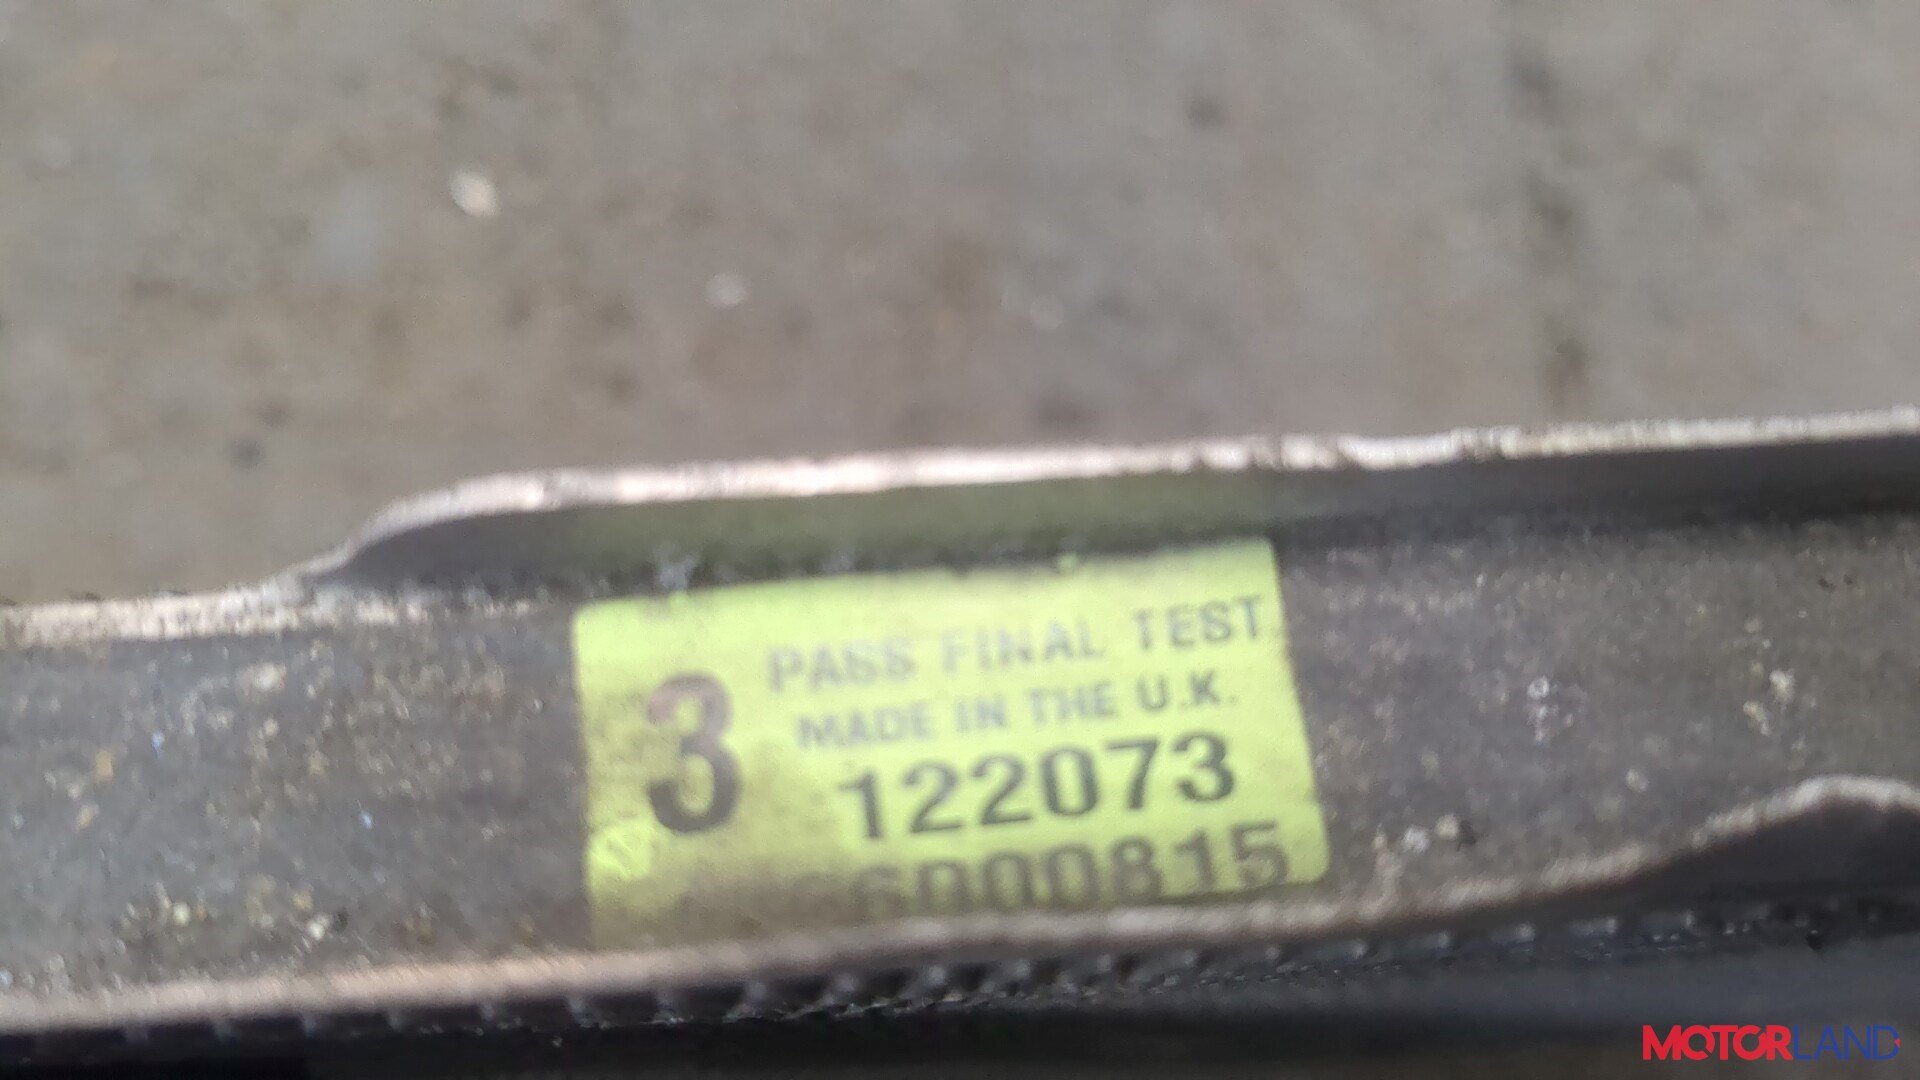 3
PASS FINAL TEST
MADE IN THE U.K.
122073
MOTORLAND